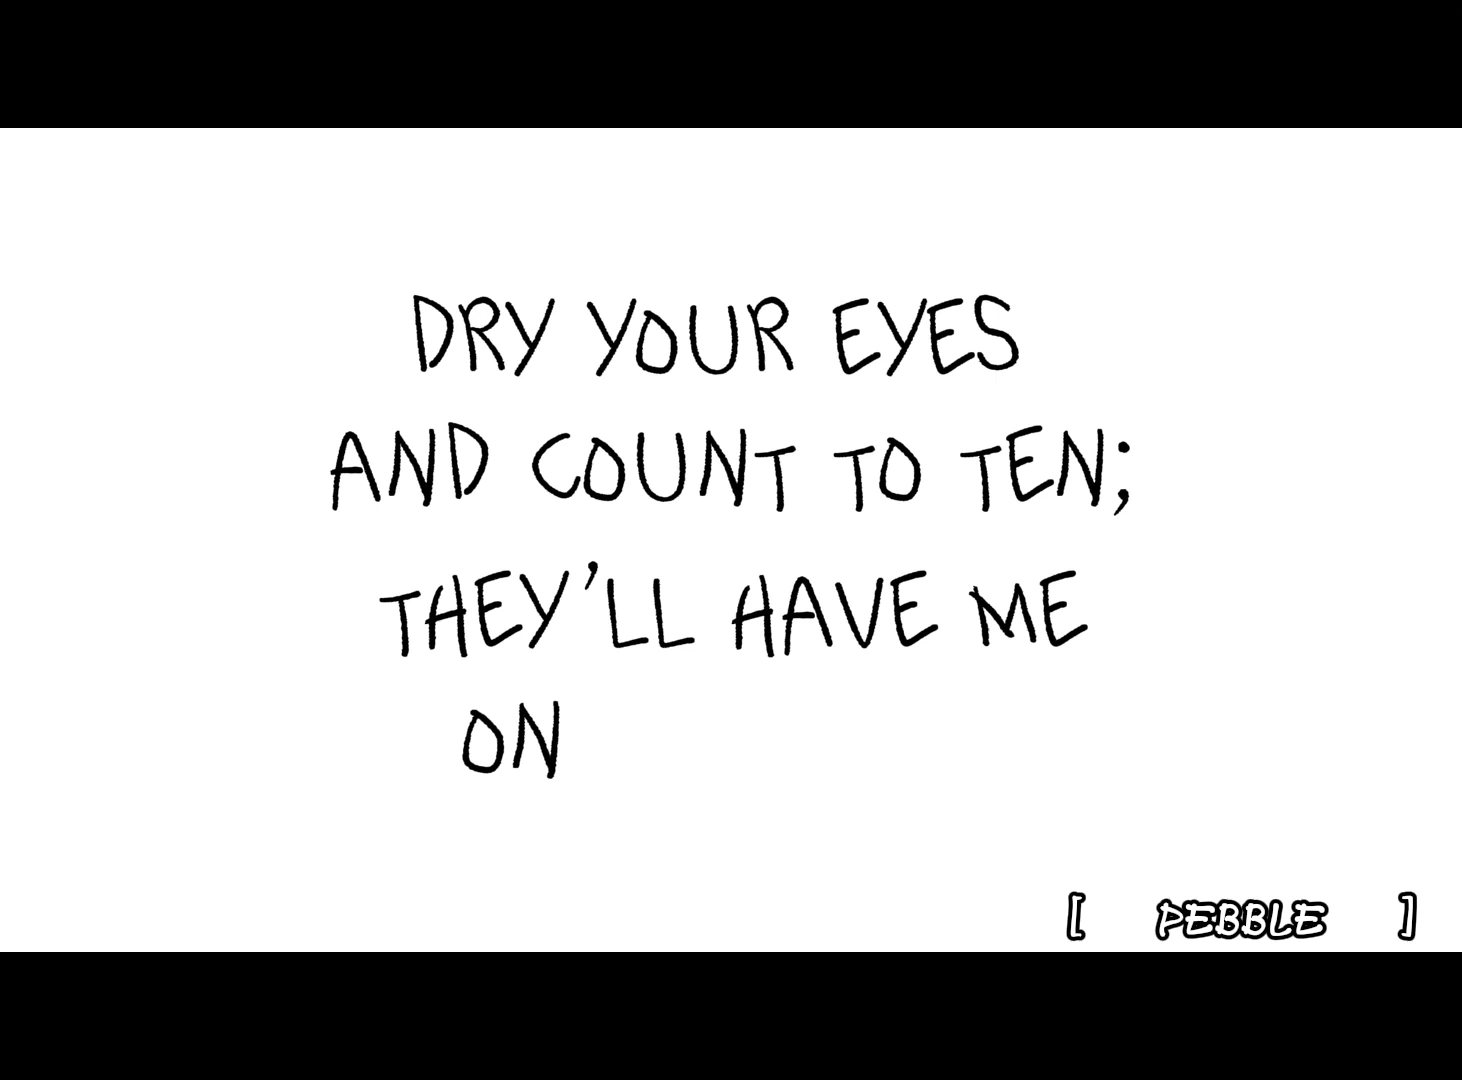 DRY YOUR EYES
AND COUNT TO TEN;
THEY'LL HAVE ME
ON
[ PEBBLE ]